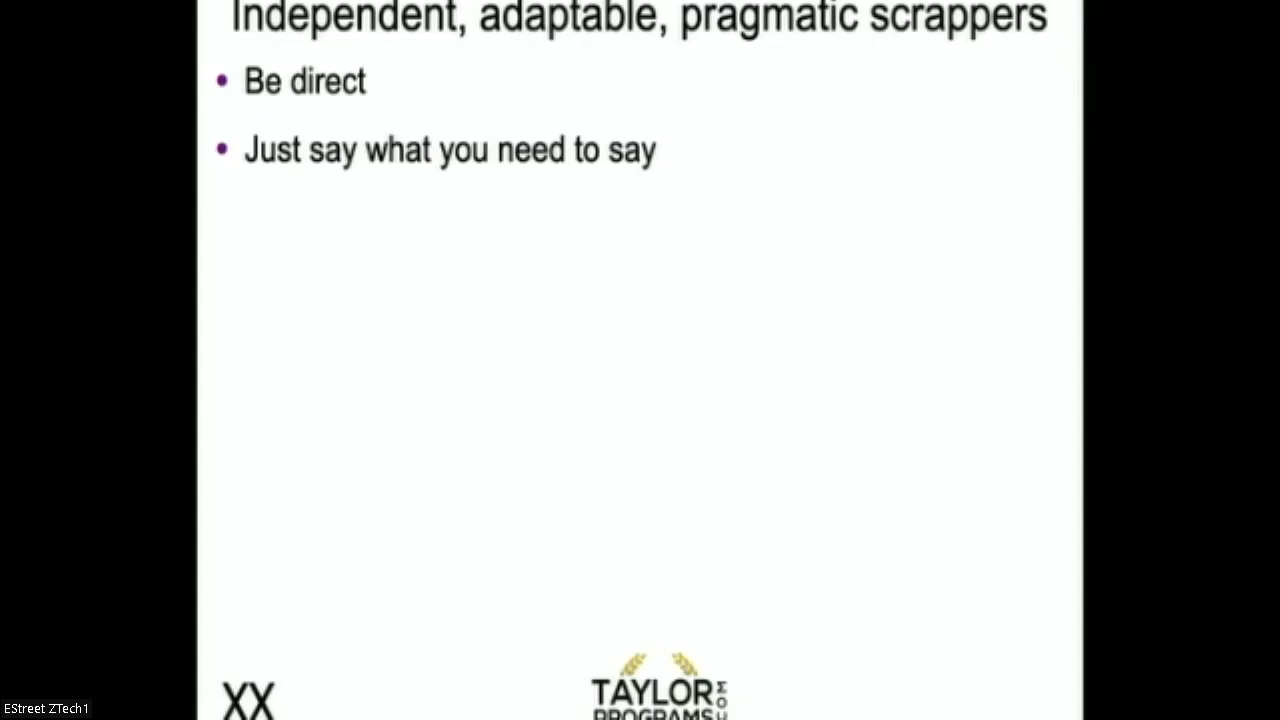 Independent, adaptable, pragmatic scrappers
• Be direct
• Just say what you need to say
XX
TAYLOR
PROGRAMS
EStreet ZTech1